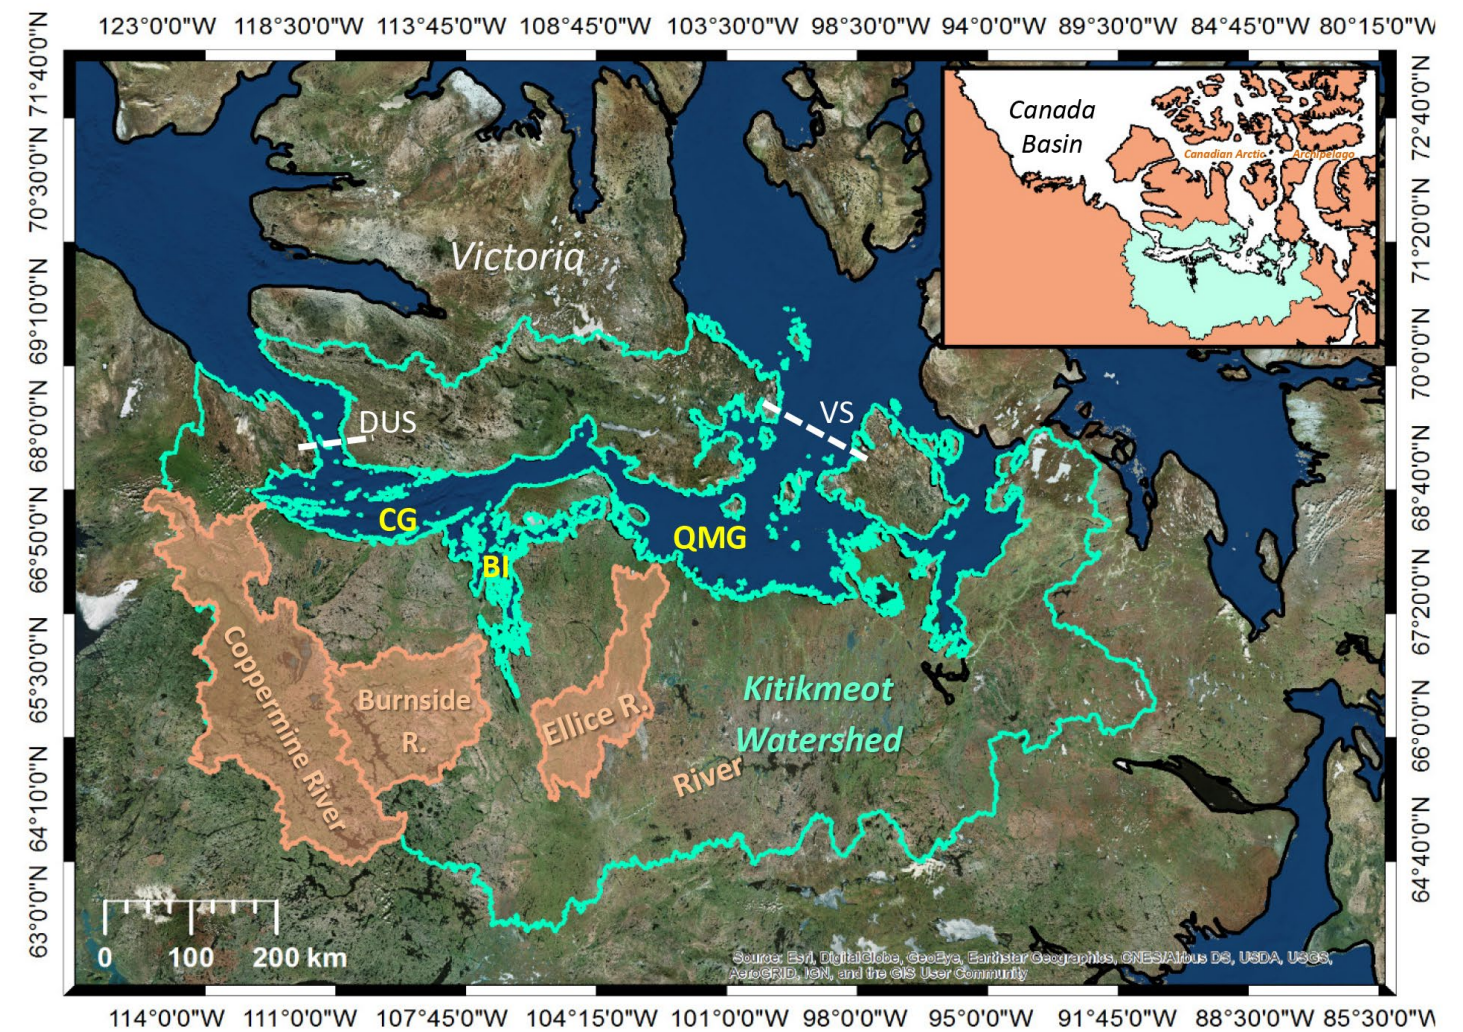 123°0'0"W 118°30'0"W 113°45'0"W 108°45'0"W 103°30'0"W 98°30'0"W 94°0'0"W 89°30'0"W 84°45'0"W 80°15'0"W
71°40'0"N
70°30'0"N
69°10'0"N
68°0'0"N
66°50'0"N
65°30'0"N
64°10'0"N
63°0'0"N
72°40'0"N
71°20'0"N
70°0'0"N
68°40'0"N
67°20'0"N
66°0'0"N
64°40'0"N
Canada
Basin
Canadian Arctic Archipelago
Victoria
DUS
VS
CG
QMG
BI
Coppermine River
Burnside
R.
Ellice R.
Kitikmeot
Watershed
River
0 100 200 km
Source: Esri, DigitalGlobe, GeoEye, Earthstar Geographics, CNES/Airbus DS, USDA, USGS,
AeroGRID, IGN, and the GIS User Community
114°0'0"W 111°0'0"W 107°45'0"W 104°15'0"W 101°0'0"W 98°0'0"W 95°0'0"W 91°45'0"W 88°30'0"W 85°30'0"W